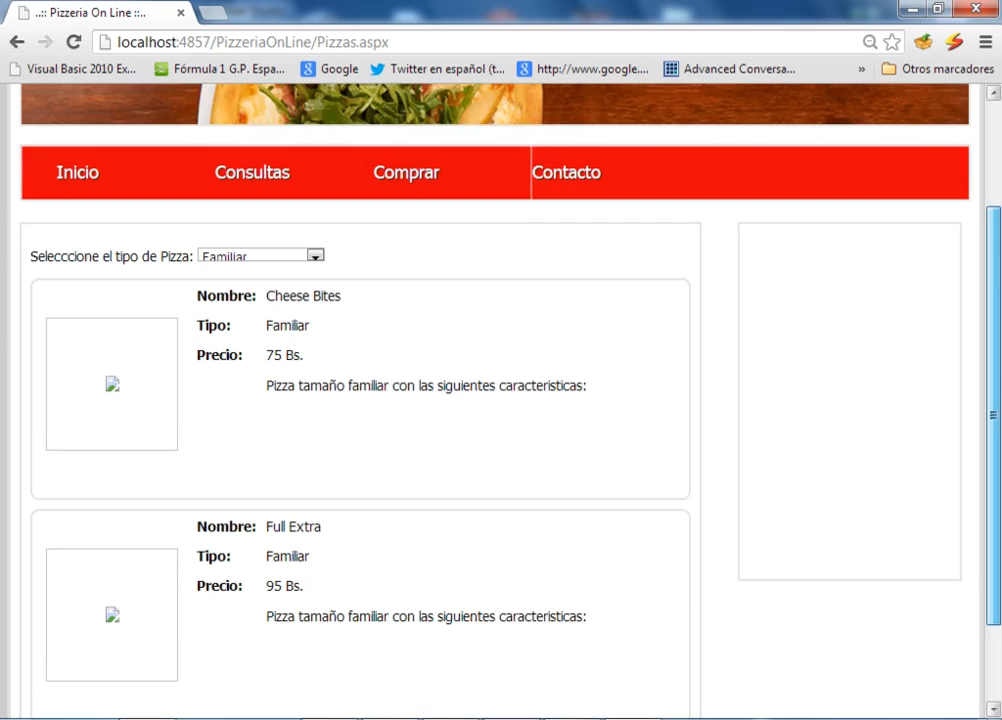 ..:: Pizzeria On Line ::..
localhost:4857/PizzeriaOnLine/Pizzas.aspx
Visual Basic 2010 Ex... Fórmula 1 G.P. Espa... Google Twitter en español (t... http://www.google.... Advanced Conversa... » Otros marcadores
Inicio Consultas Comprar Contacto
Selecccione el tipo de Pizza: Familiar
Nombre: Cheese Bites
Tipo: Familiar
Precio: 75 Bs.
Pizza tamaño familiar con las siguientes caracteristicas:
Nombre: Full Extra
Tipo: Familiar
Precio: 95 Bs.
Pizza tamaño familiar con las siguientes caracteristicas: